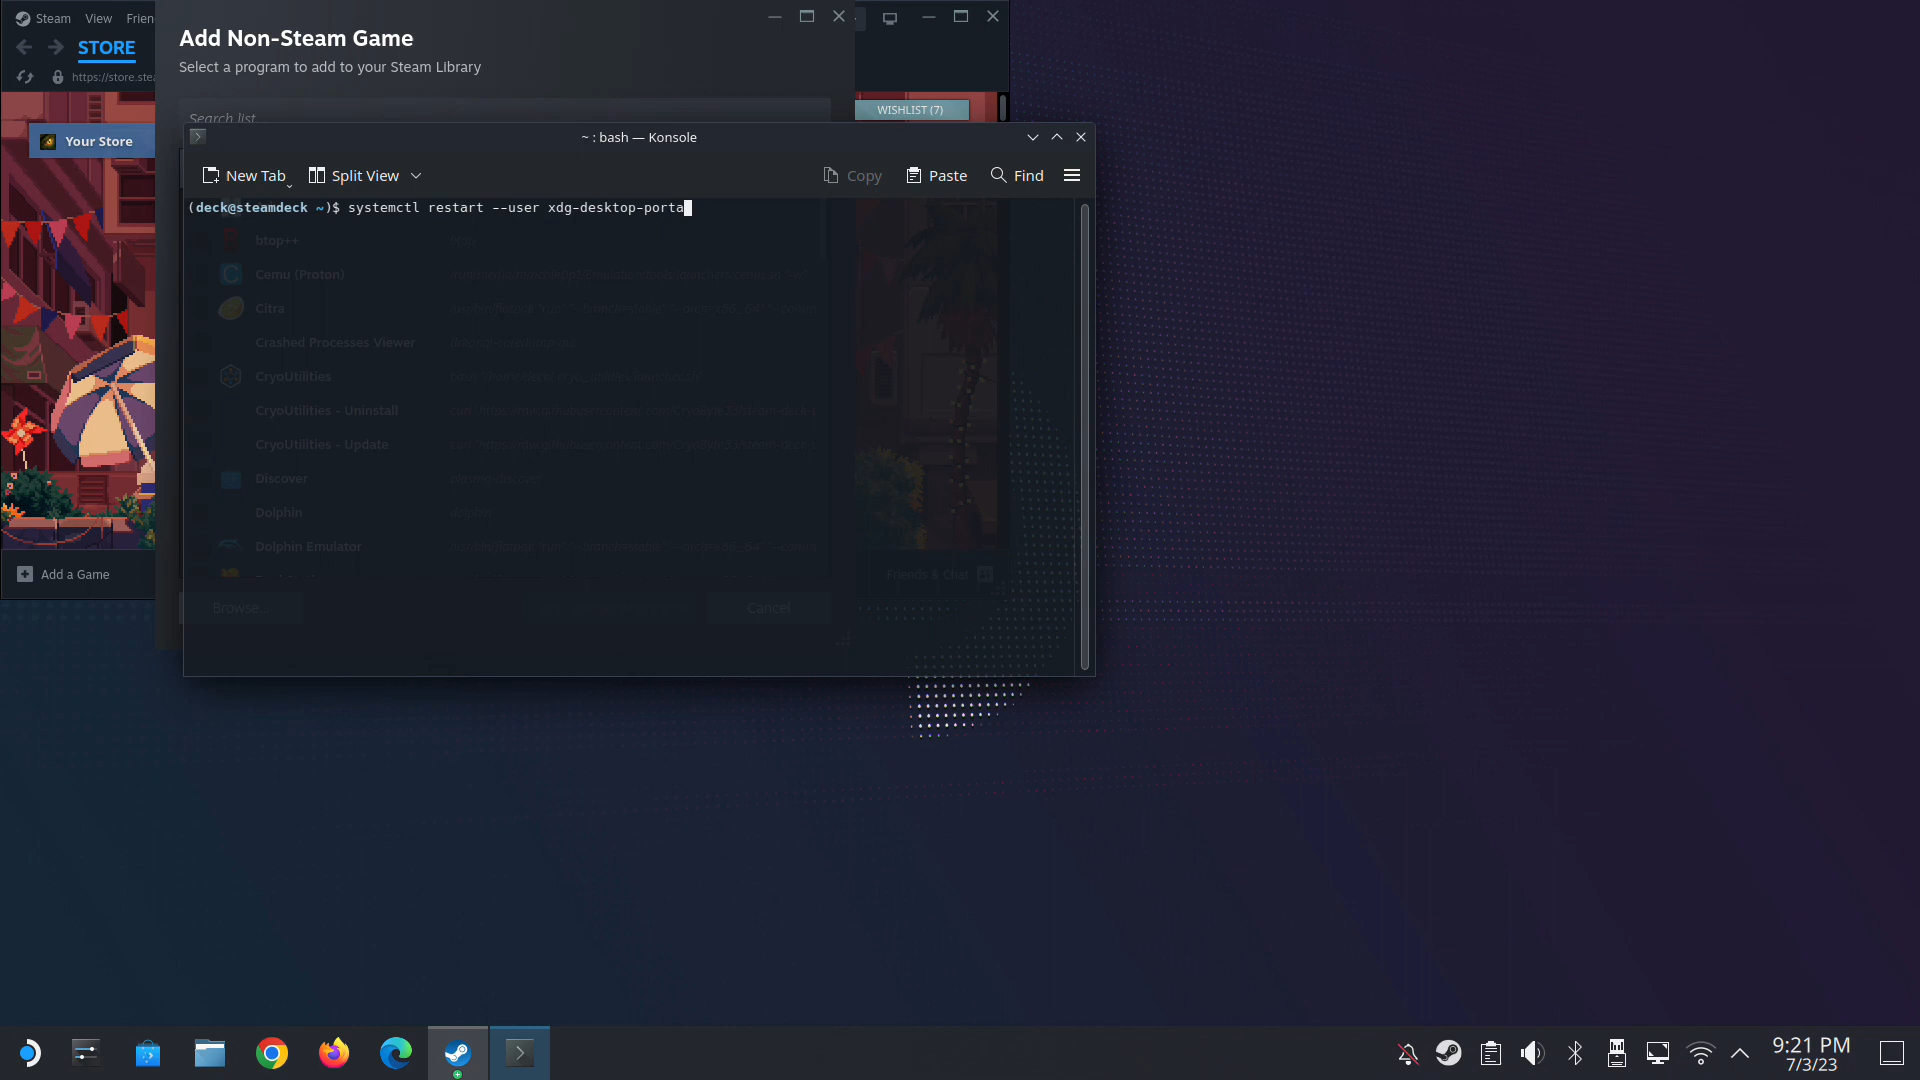 Steam View Frien
STORE
https://store.stea
Your Store
Add a Game
Add Non-Steam Game
Select a program to add to your Steam Library
Search list
WISHLIST (7)
~ : bash — Konsole
New Tab
Split View
Copy
Paste
Find
(deck@steamdeck ~)$ systemctl restart --user xdg-desktop-porta
btop++
Cemu (Proton)
Citra
Crashed Processes Viewer
CryoUtilities
CryoUtilities - Uninstall
CryoUtilities - Update
Discover
Dolphin
dolphin
Dolphin Emulator
Friends & Chat
Browse...
Cancel
9:21 PM
7/3/23